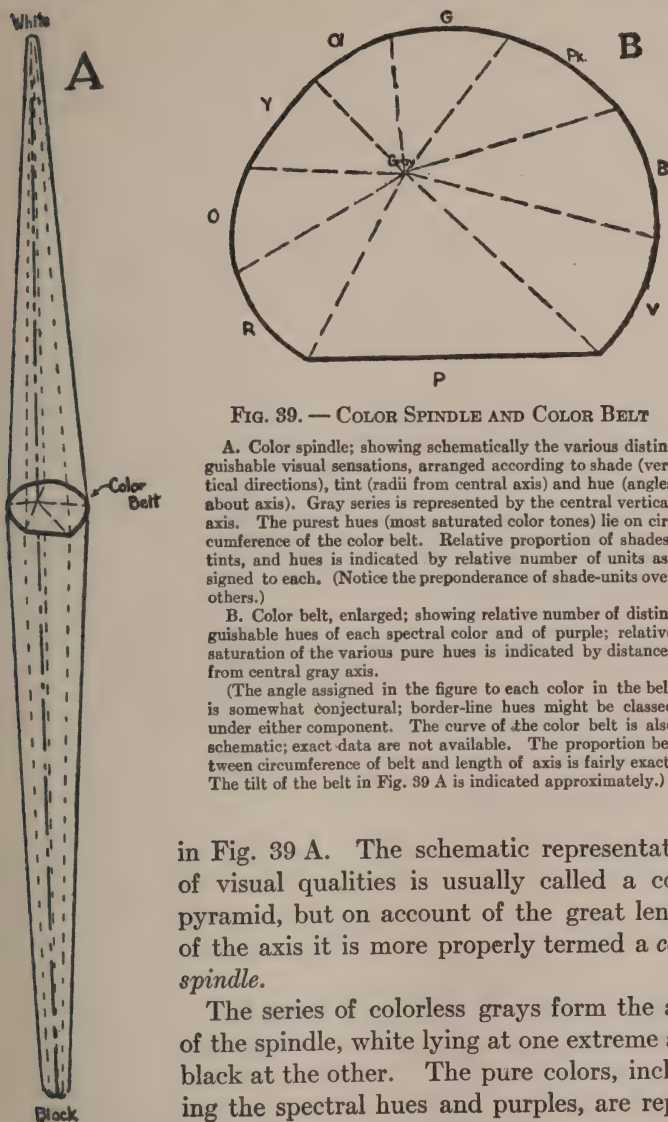 White
A
B
G
Ol
Pk.
Y
Gray
B
O
V
R
P
Color
Belt
Black
FIG. 39. — COLOR SPINDLE AND COLOR BELT
A. Color spindle; showing schematically the various distin
guishable visual sensations, arranged according to shade (ver
tical directions), tint (radii from central axis) and hue (angles
about axis). Gray series is represented by the central vertica
axis. The purest hues (most saturated color tones) lie on cir
cumference of the color belt. Relative proportion of shades
tints, and hues is indicated by relative number of units as
signed to each. (Notice the preponderance of shade-units ove
others.)
B. Color belt, enlarged; showing relative number of distin
guishable hues of each spectral color and of purple; relative
saturation of the various pure hues is indicated by distance
from central gray axis.
(The angle assigned in the figure to each color in the bel
is somewhat conjectural; border-line hues might be classed
under either component. The curve of the color belt is also
schematic; exact data are not available. The proportion be
tween circumference of belt and length of axis is fairly exact
The tilt of the belt in Fig. 39 A is indicated approximately.)
in Fig. 39 A. The schematic representat
of visual qualities is usually called a co
pyramid, but on account of the great len
of the axis it is more properly termed a c
spindle.
The series of colorless grays form the a
of the spindle, white lying at one extreme a
black at the other. The pure colors, incl
ing the spectral hues and purples, are rep